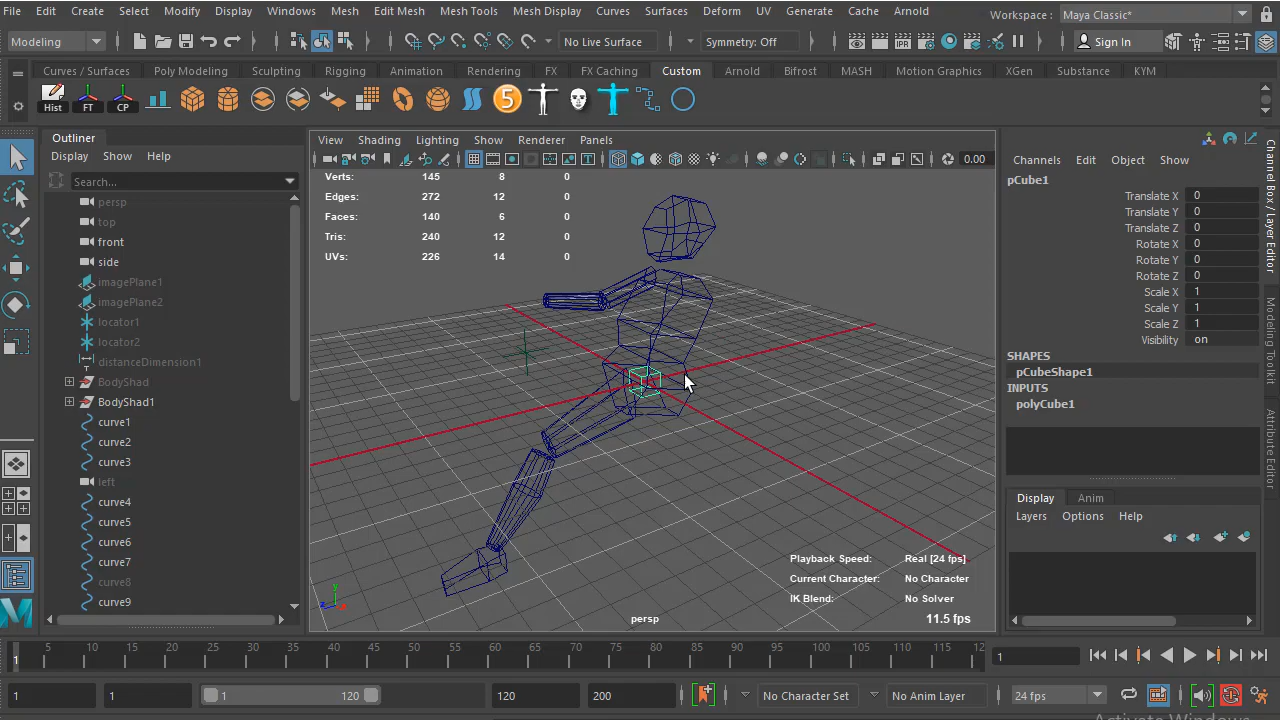 File Edit Create Select Modify Display Windows Mesh Edit Mesh Mesh Tools Mesh Display Curves Surfaces Deform UV Generate Cache Arnold Workspace: Maya Classic*
Modeling No Live Surface Symmetry: Off IPR Sign In
Curves / Surfaces Poly Modeling Sculpting Rigging Animation Rendering FX FX Caching Custom Arnold Bifrost MASH Motion Graphics XGen Substance KYM
Hist FT CP 5
Outliner
Display Show Help
Search...
persp
top
front
side
imagePlane1
imagePlane2
locator1
locator2
distanceDimension1
BodyShad
BodyShad1
curve1
curve2
curve3
left
curve4
curve5
curve6
curve7
curve8
curve9
View Shading Lighting Show Renderer Panels
0.00
Verts: 145 8 0
Edges: 272 12 0
Faces: 140 6 0
Tris: 240 12 0
UVs: 226 14 0
Playback Speed: Real [24 fps]
Current Character: No Character
IK Blend: No Solver
11.5 fps
persp
y
z
x
Channels Edit Object Show
pCube1
Translate X 0
Translate Y 0
Translate Z 0
Rotate X 0
Rotate Y 0
Rotate Z 0
Scale X 1
Scale Y 1
Scale Z 1
Visibility on
SHAPES
pCubeShape1
INPUTS
polyCube1
Display Anim
Layers Options Help
Channel Box / Layer Editor
Modeling Toolkit
Attribute Editor
1 5 10 15 20 25 30 35 40 45 50 55 60 65 70 75 80 85 90 95 100 105 110 115 12 1
1 1 1 120 120 200 No Character Set No Anim Layer 24 fps
Activate Windows